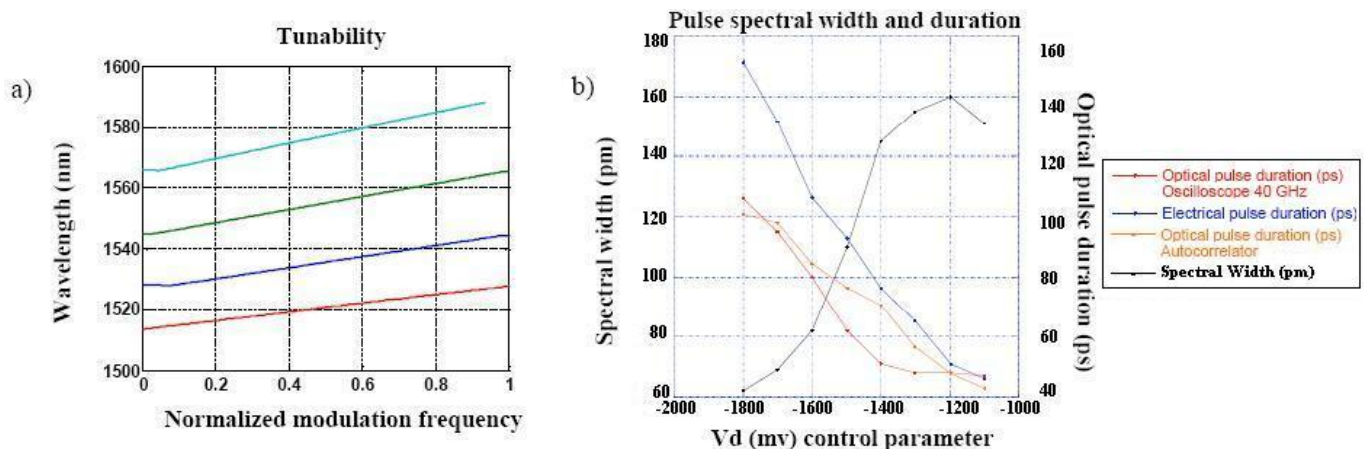 a)
Tunability
Wavelength (nm)
1600
1580
1560
1540
1520
1500
0 0.2 0.4 0.6 0.8 1
Normalized modulation frequency
b)
Pulse spectral width and duration
Spectral width (pm)
180
160
140
120
100
80
60
-2000 -1800 -1600 -1400 -1200 -1000
Vd (mv) control parameter
160
140
120
100
80
60
40
Optical pulse duration
(ps)
Optical pulse duration (ps)
Oscilloscope 40 GHz
Electrical pulse duration (ps)
Optical pulse duration (ps)
Autocorrelator
Spectral Width (pm)